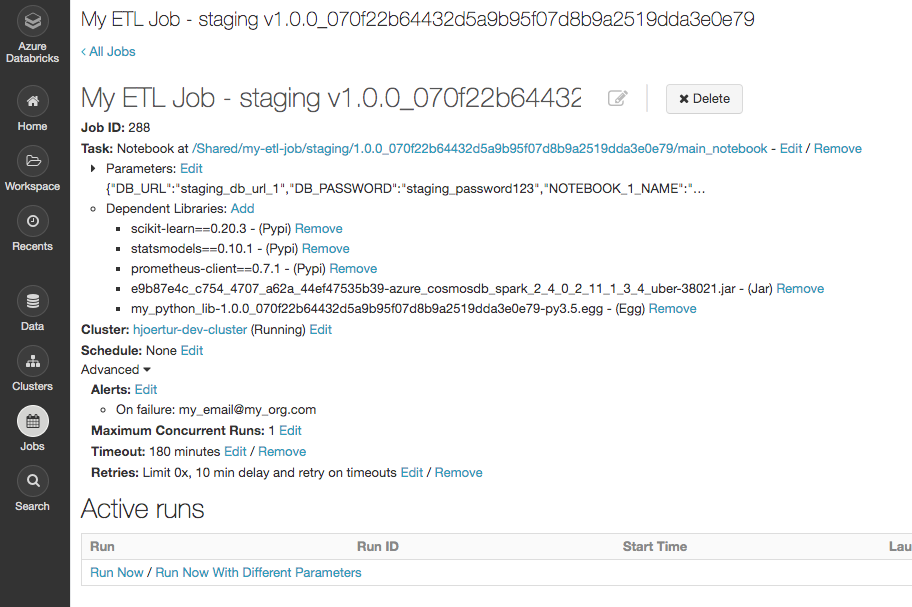 My ETL Job - staging v1.0.0_070f22b64432d5a9b95f07d8b9a2519dda3e0e79
Azure
Databricks
< All Jobs
My ETL Job - staging v1.0.0_070f22b64432
Delete
Home
Job ID: 288
Task: Notebook at /Shared/my-etl-job/staging/1.0.0_070f22b64432d5a9b95f07d8b9a2519dda3e0e79/main_notebook - Edit / Remove
Parameters: Edit
{"DB_URL":"staging_db_url_1","DB_PASSWORD":"staging_password123","NOTEBOOK_1_NAME":"...
Workspace
Dependent Libraries: Add
scikit-learn==0.20.3 - (Pypi) Remove
statsmodels==0.10.1 - (Pypi) Remove
Recents
prometheus-client==0.7.1 - (Pypi) Remove
e9b87e4c_c754_4707_a62a_44ef47535b39-azure_cosmosdb_spark_2_4_0_2_11_1_3_4_uber-38021.jar - (Jar) Remove
my_python_lib-1.0.0_070f22b64432d5a9b95f07d8b9a2519dda3e0e79-py3.5.egg - (Egg) Remove
Data
Cluster: hjoertur-dev-cluster (Running) Edit
Schedule: None Edit
Advanced
Clusters
Alerts: Edit
On failure: my_email@my_org.com
Maximum Concurrent Runs: 1 Edit
Jobs
Timeout: 180 minutes Edit / Remove
Retries: Limit 0x, 10 min delay and retry on timeouts Edit / Remove
Search
Active runs
Run Run ID Start Time Lau
Run Now / Run Now With Different Parameters